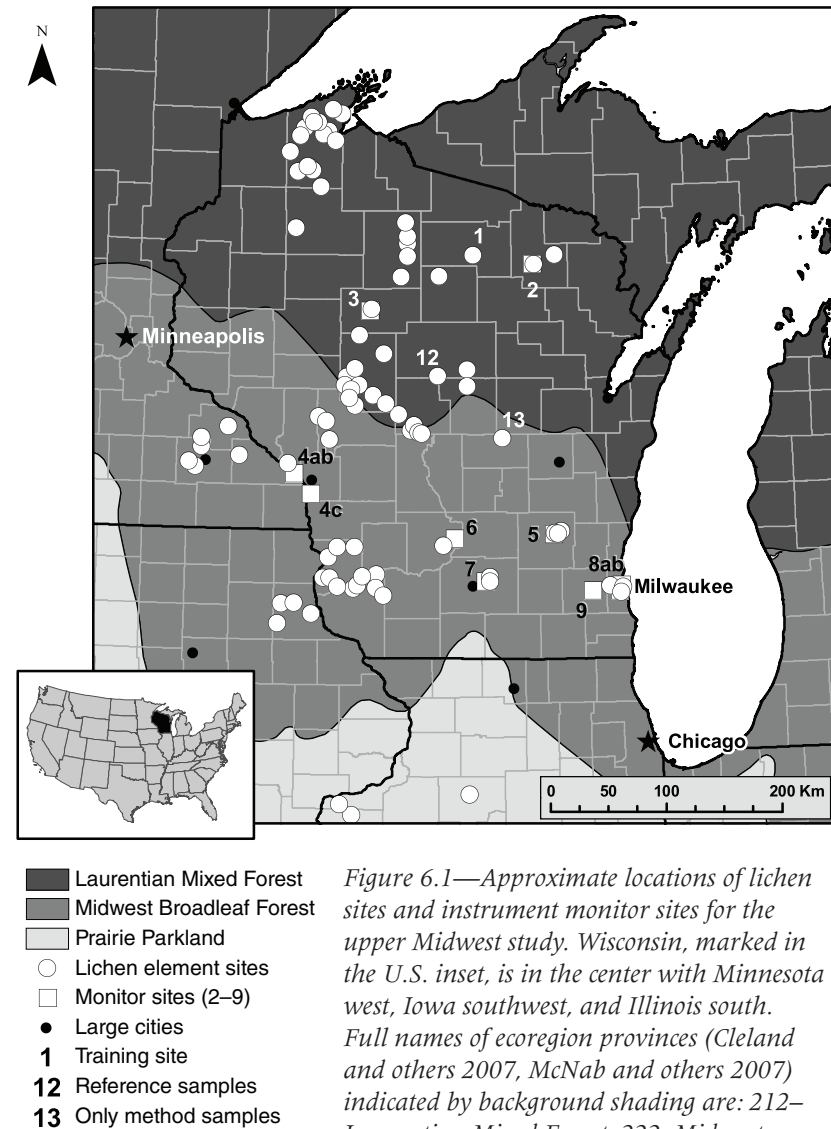 N
1
2
3
Minneapolis
12
13
4ab
4c
6
5
7
8ab
Milwaukee
9
Chicago
0 50 100 200 Km
Laurentian Mixed Forest
Midwest Broadleaf Forest
Prairie Parkland
Lichen element sites
Monitor sites (2–9)
Large cities
1 Training site
12 Reference samples
13 Only method samples
Figure 6.1—Approximate locations of lichen
sites and instrument monitor sites for the
upper Midwest study. Wisconsin, marked in
the U.S. inset, is in the center with Minnesota
west, Iowa southwest, and Illinois south.
Full names of ecoregion provinces (Cleland
and others 2007, McNab and others 2007)
indicated by background shading are: 212–